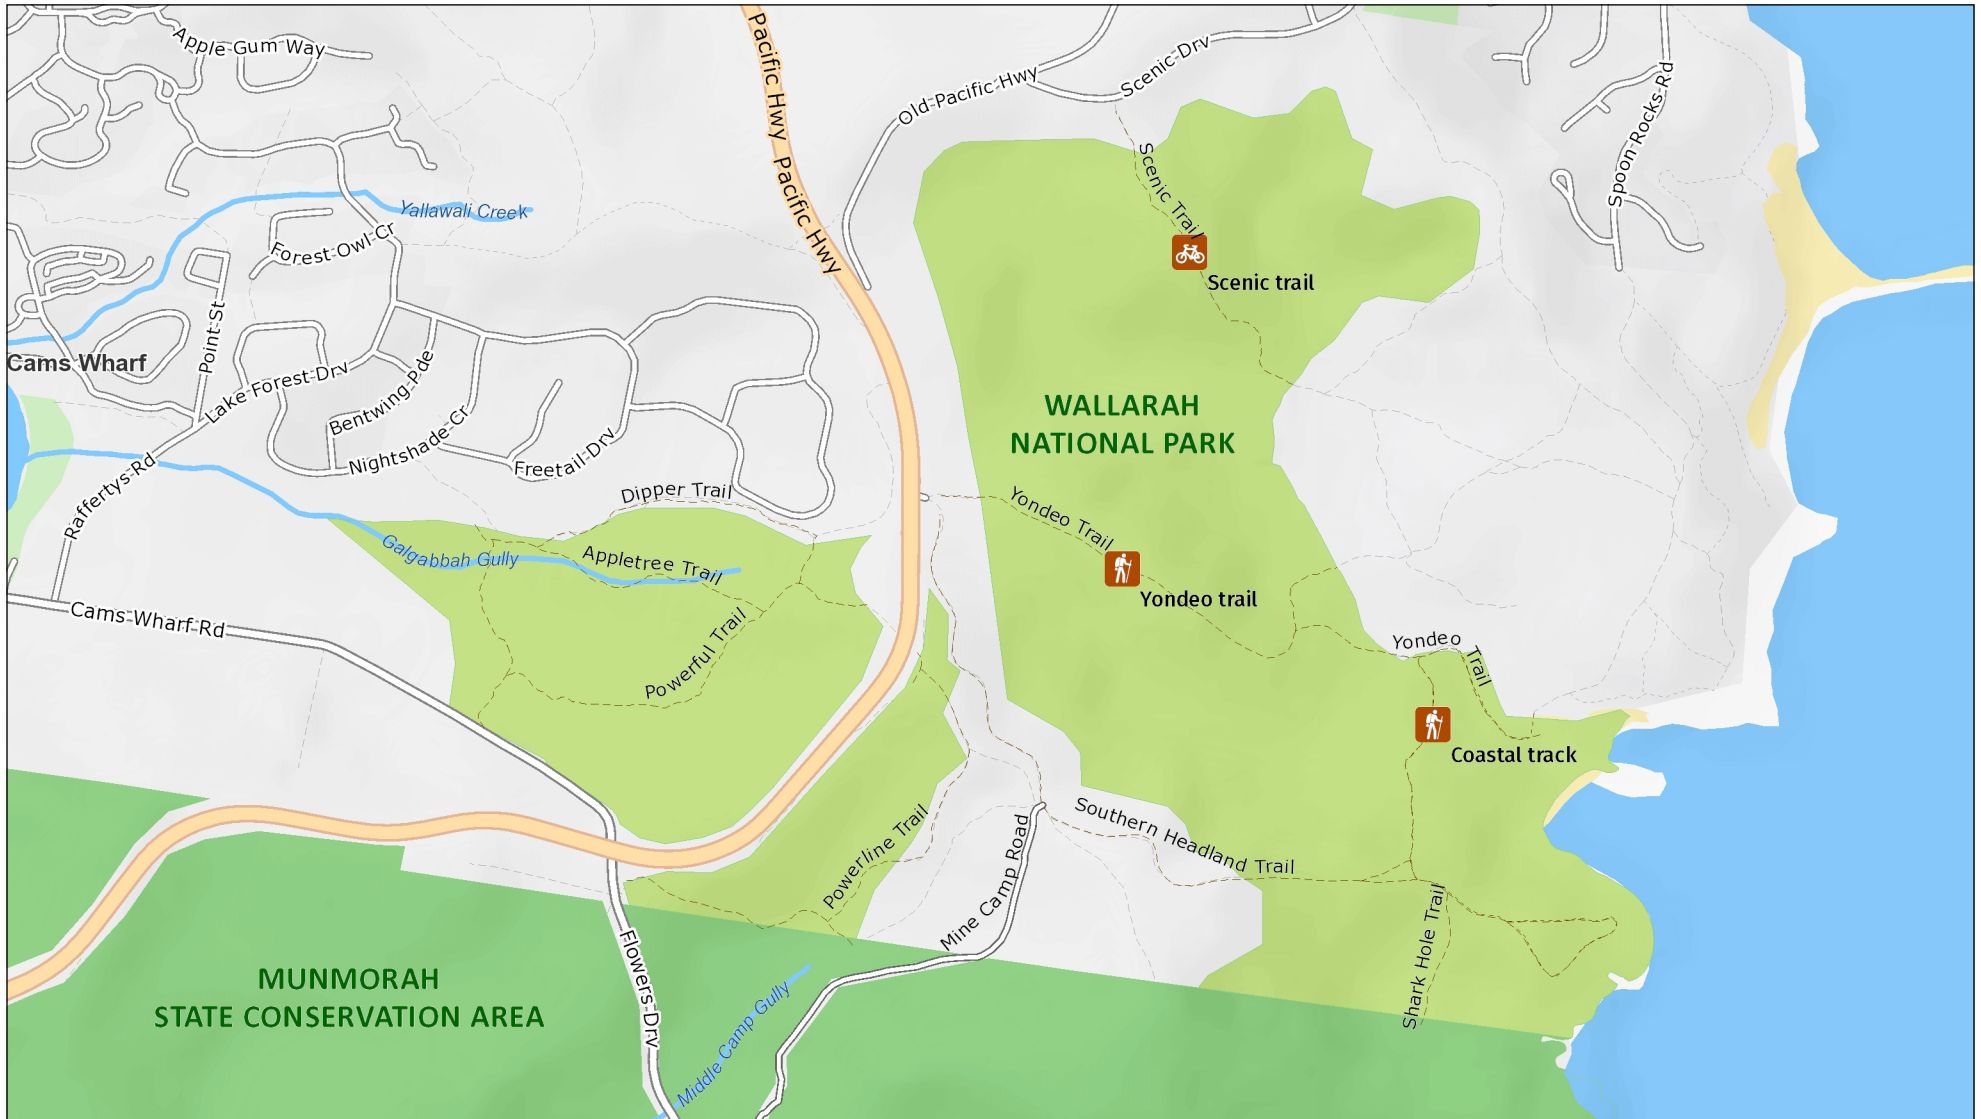 Apple Gum Way
Pacific Hwy
Pacific Hwy
Old Pacific Hwy
Scenic Drv
Spoon Rocks Rd
Scenic Trail
Yallawali Creek
Forest Owl Cr
Scenic trail
Point St
Cams Wharf
Lake Forest Drv
Bentwing Pde
Nightshade Cr
Freetail Drv
WALLARAH
NATIONAL PARK
Raffertys Rd
Dipper Trail
Yondeo Trail
Galgabbah Gully
Appletree Trail
Yondeo trail
Cams Wharf Rd
Powerful Trail
Yondeo Trail
Coastal track
Southern Headland Trail
Powerline Trail
Mine Camp Road
Shark Hole Trail
Flowers Drv
MUNMORAH
STATE CONSERVATION AREA
Middle Camp Gully